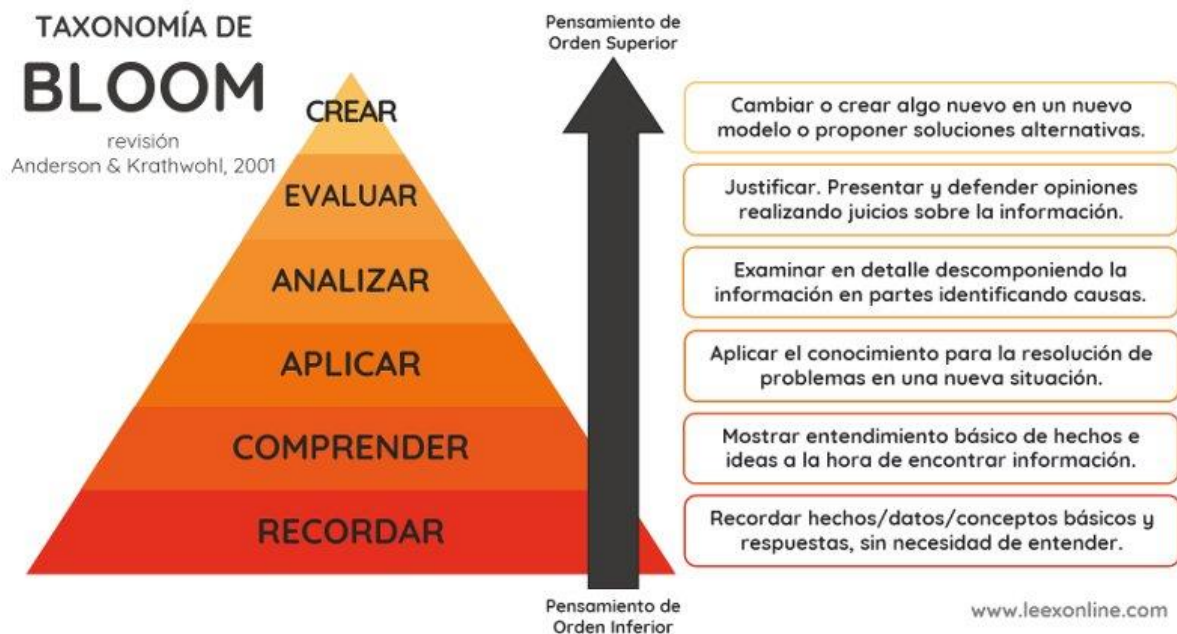 TAXONOMÍA DE
BLOOM
revisión
Anderson & Krathwohl, 2001
Pensamiento de
Orden Superior
CREAR
Cambiar o crear algo nuevo en un nuevo
modelo o proponer soluciones alternativas.
EVALUAR
Justificar. Presentar y defender opiniones
realizando juicios sobre la información.
ANALIZAR
Examinar en detalle descomponiendo la
información en partes identificando causas.
APLICAR
Aplicar el conocimiento para la resolución de
problemas en una nueva situación.
COMPRENDER
Mostrar entendimiento básico de hechos e
ideas a la hora de encontrar información.
RECORDAR
Recordar hechos/datos/conceptos básicos y
respuestas, sin necesidad de entender.
Pensamiento de
Orden Inferior
www.leexonline.com